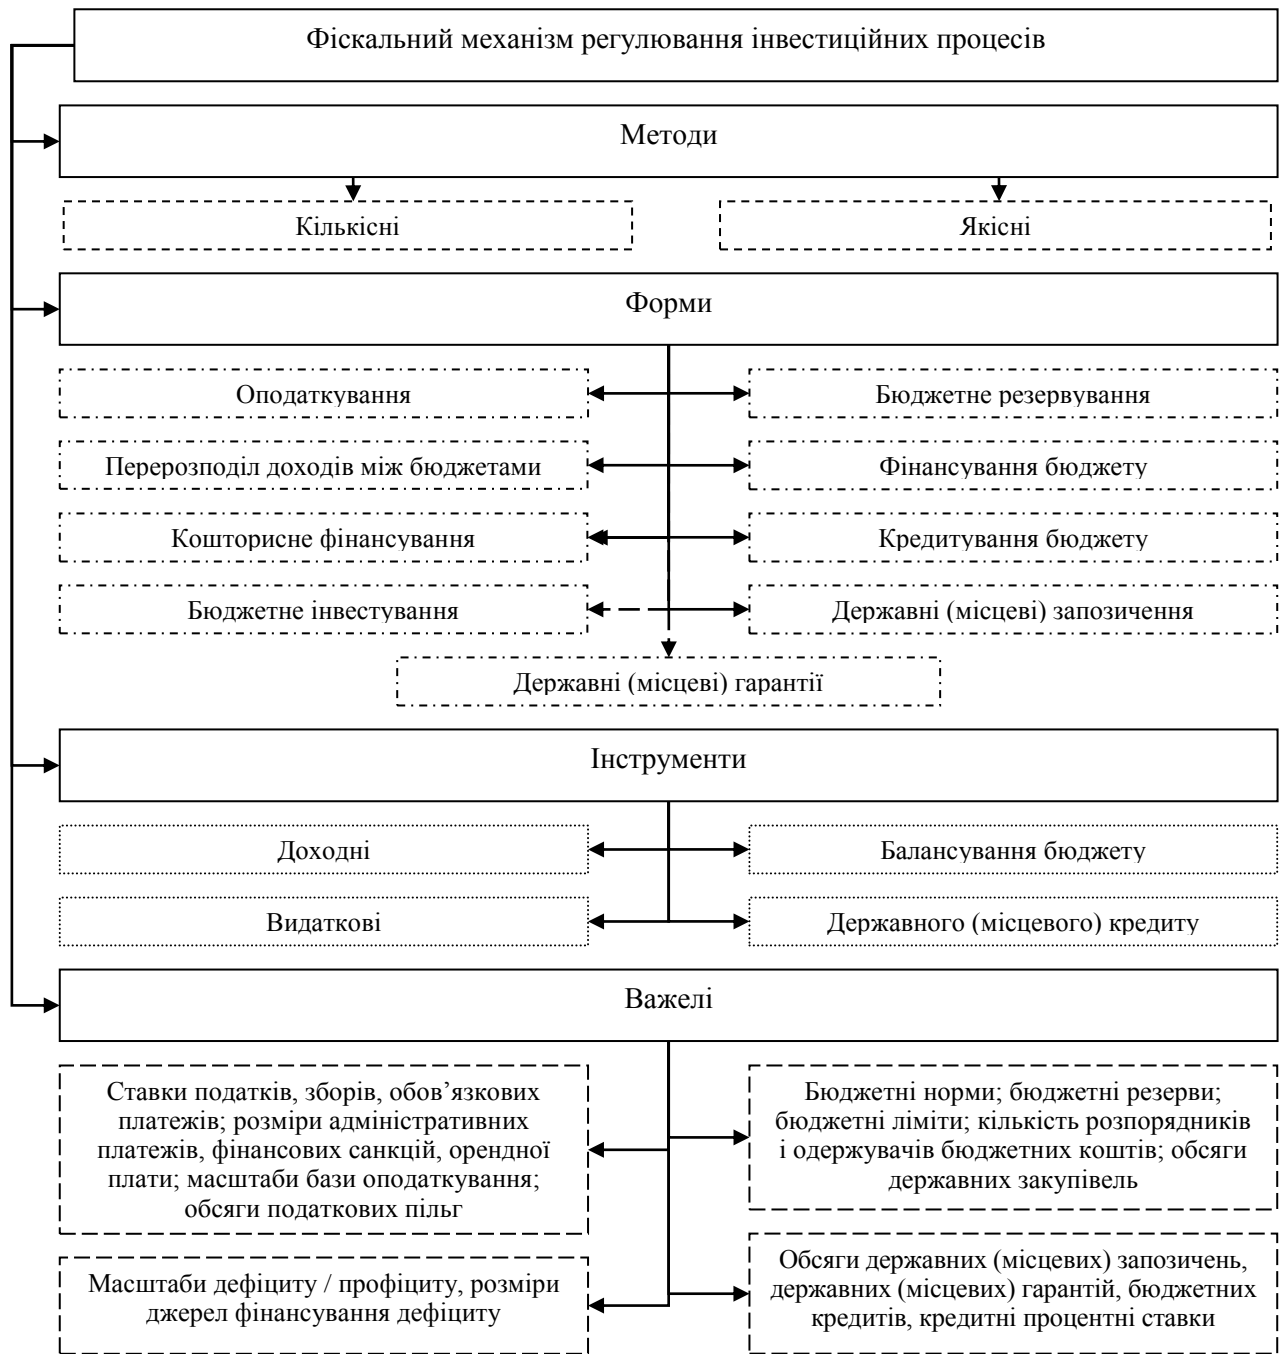 Фіскальний механізм регулювання інвестиційних процесів
Методи
Кількісні
Якісні
Форми
Оподаткування
Бюджетне резервування
Перерозподіл доходів між бюджетами
Фінансування бюджету
Кошторисне фінансування
Кредитування бюджету
Бюджетне інвестування
Державні (місцеві) запозичення
Державні (місцеві) гарантії
Інструменти
Доходні
Балансування бюджету
Видаткові
Державного (місцевого) кредиту
Важелі
Ставки податків, зборів, обов’язкових
платежів; розміри адміністративних
платежів, фінансових санкцій, орендної
плати; масштаби бази оподаткування;
обсяги податкових пільг
Бюджетні норми; бюджетні резерви;
бюджетні ліміти; кількість розпорядників
і одержувачів бюджетних коштів; обсяги
державних закупівель
Масштаби дефіциту / профіциту, розміри
джерел фінансування дефіциту
Обсяги державних (місцевих) запозичень,
державних (місцевих) гарантій, бюджетних
кредитів, кредитні процентні ставки